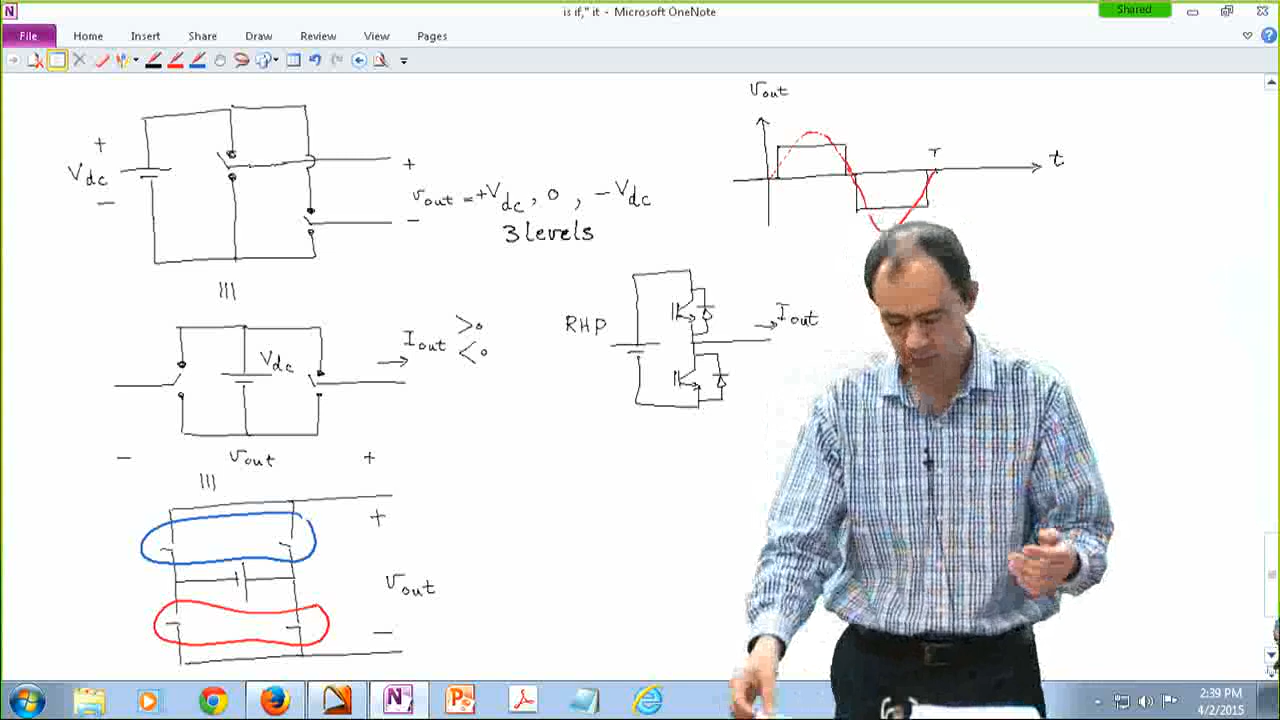 is if," it - Microsoft OneNote
Shared
File Home Insert Share Draw Review View Pages
Vout
+
Vdc
−
+
vout = +Vdc, 0, −Vdc
−
3 levels
T
t
Iout >0
<0
Vdc
RHP
Iout
− Vout +
+
Vout
−
2:39 PM
4/2/2015